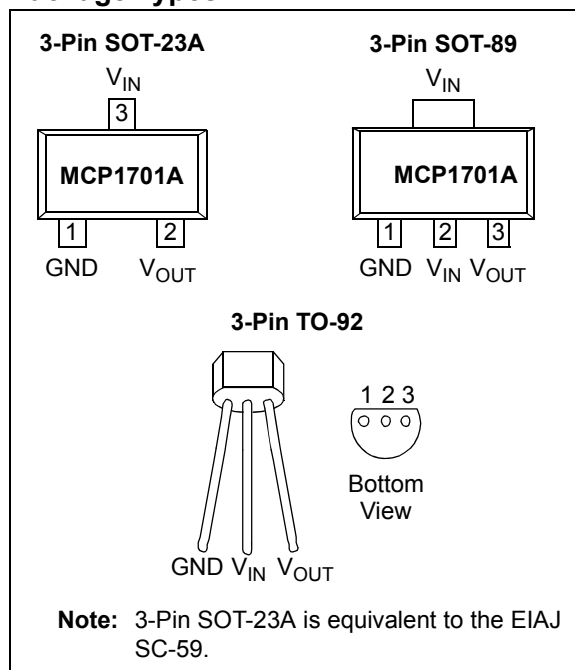 3-Pin SOT-23A
3-Pin SOT-89
VIN
VIN
3
MCP1701A
MCP1701A
1 2
1 2 3
GND VOUT
GND VIN VOUT
3-Pin TO-92
1 2 3
Bottom
View
GND VIN VOUT
Note: 3-Pin SOT-23A is equivalent to the EIAJ
SC-59.